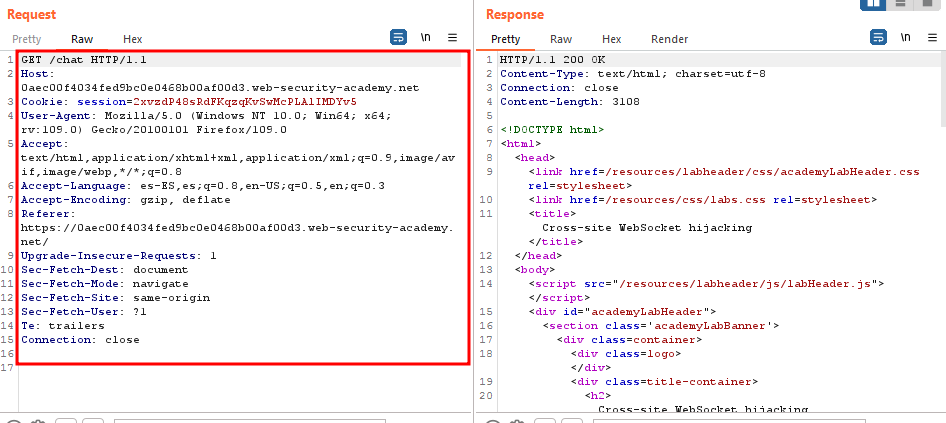 Request
Pretty Raw Hex
\n
1 GET /chat HTTP/1.1
2 Host:
0aec00f4034fed9bc0e0468b00af00d3.web-security-academy.net
3 Cookie: session=2xvzdP48sRdFKqzqKvSwMcPLAlIMDYv5
4 User-Agent: Mozilla/5.0 (Windows NT 10.0; Win64; x64;
rv:109.0) Gecko/20100101 Firefox/109.0
5 Accept:
text/html,application/xhtml+xml,application/xml;q=0.9,image/av
if,image/webp,*/*;q=0.8
6 Accept-Language: es-ES,es;q=0.8,en-US;q=0.5,en;q=0.3
7 Accept-Encoding: gzip, deflate
8 Referer:
https://0aec00f4034fed9bc0e0468b00af00d3.web-security-academy.
net/
9 Upgrade-Insecure-Requests: 1
10 Sec-Fetch-Dest: document
11 Sec-Fetch-Mode: navigate
12 Sec-Fetch-Site: same-origin
13 Sec-Fetch-User: ?1
14 Te: trailers
15 Connection: close
16
17
Response
Pretty Raw Hex Render
\n
1 HTTP/1.1 200 OK
2 Content-Type: text/html; charset=utf-8
3 Connection: close
4 Content-Length: 3108
5
6 <!DOCTYPE html>
7 <html>
8 <head>
9 <link href=/resources/labheader/css/academyLabHeader.css
rel=stylesheet>
10 <link href=/resources/css/labs.css rel=stylesheet>
11 <title>
Cross-site WebSocket hijacking
</title>
12 </head>
13 <body>
14 <script src="/resources/labheader/js/labHeader.js">
</script>
15 <div id="academyLabHeader">
16 <section class='academyLabBanner'>
17 <div class=container>
18 <div class=logo>
</div>
19 <div class=title-container>
20 <h2>
Cross-site WebSocket hijacking